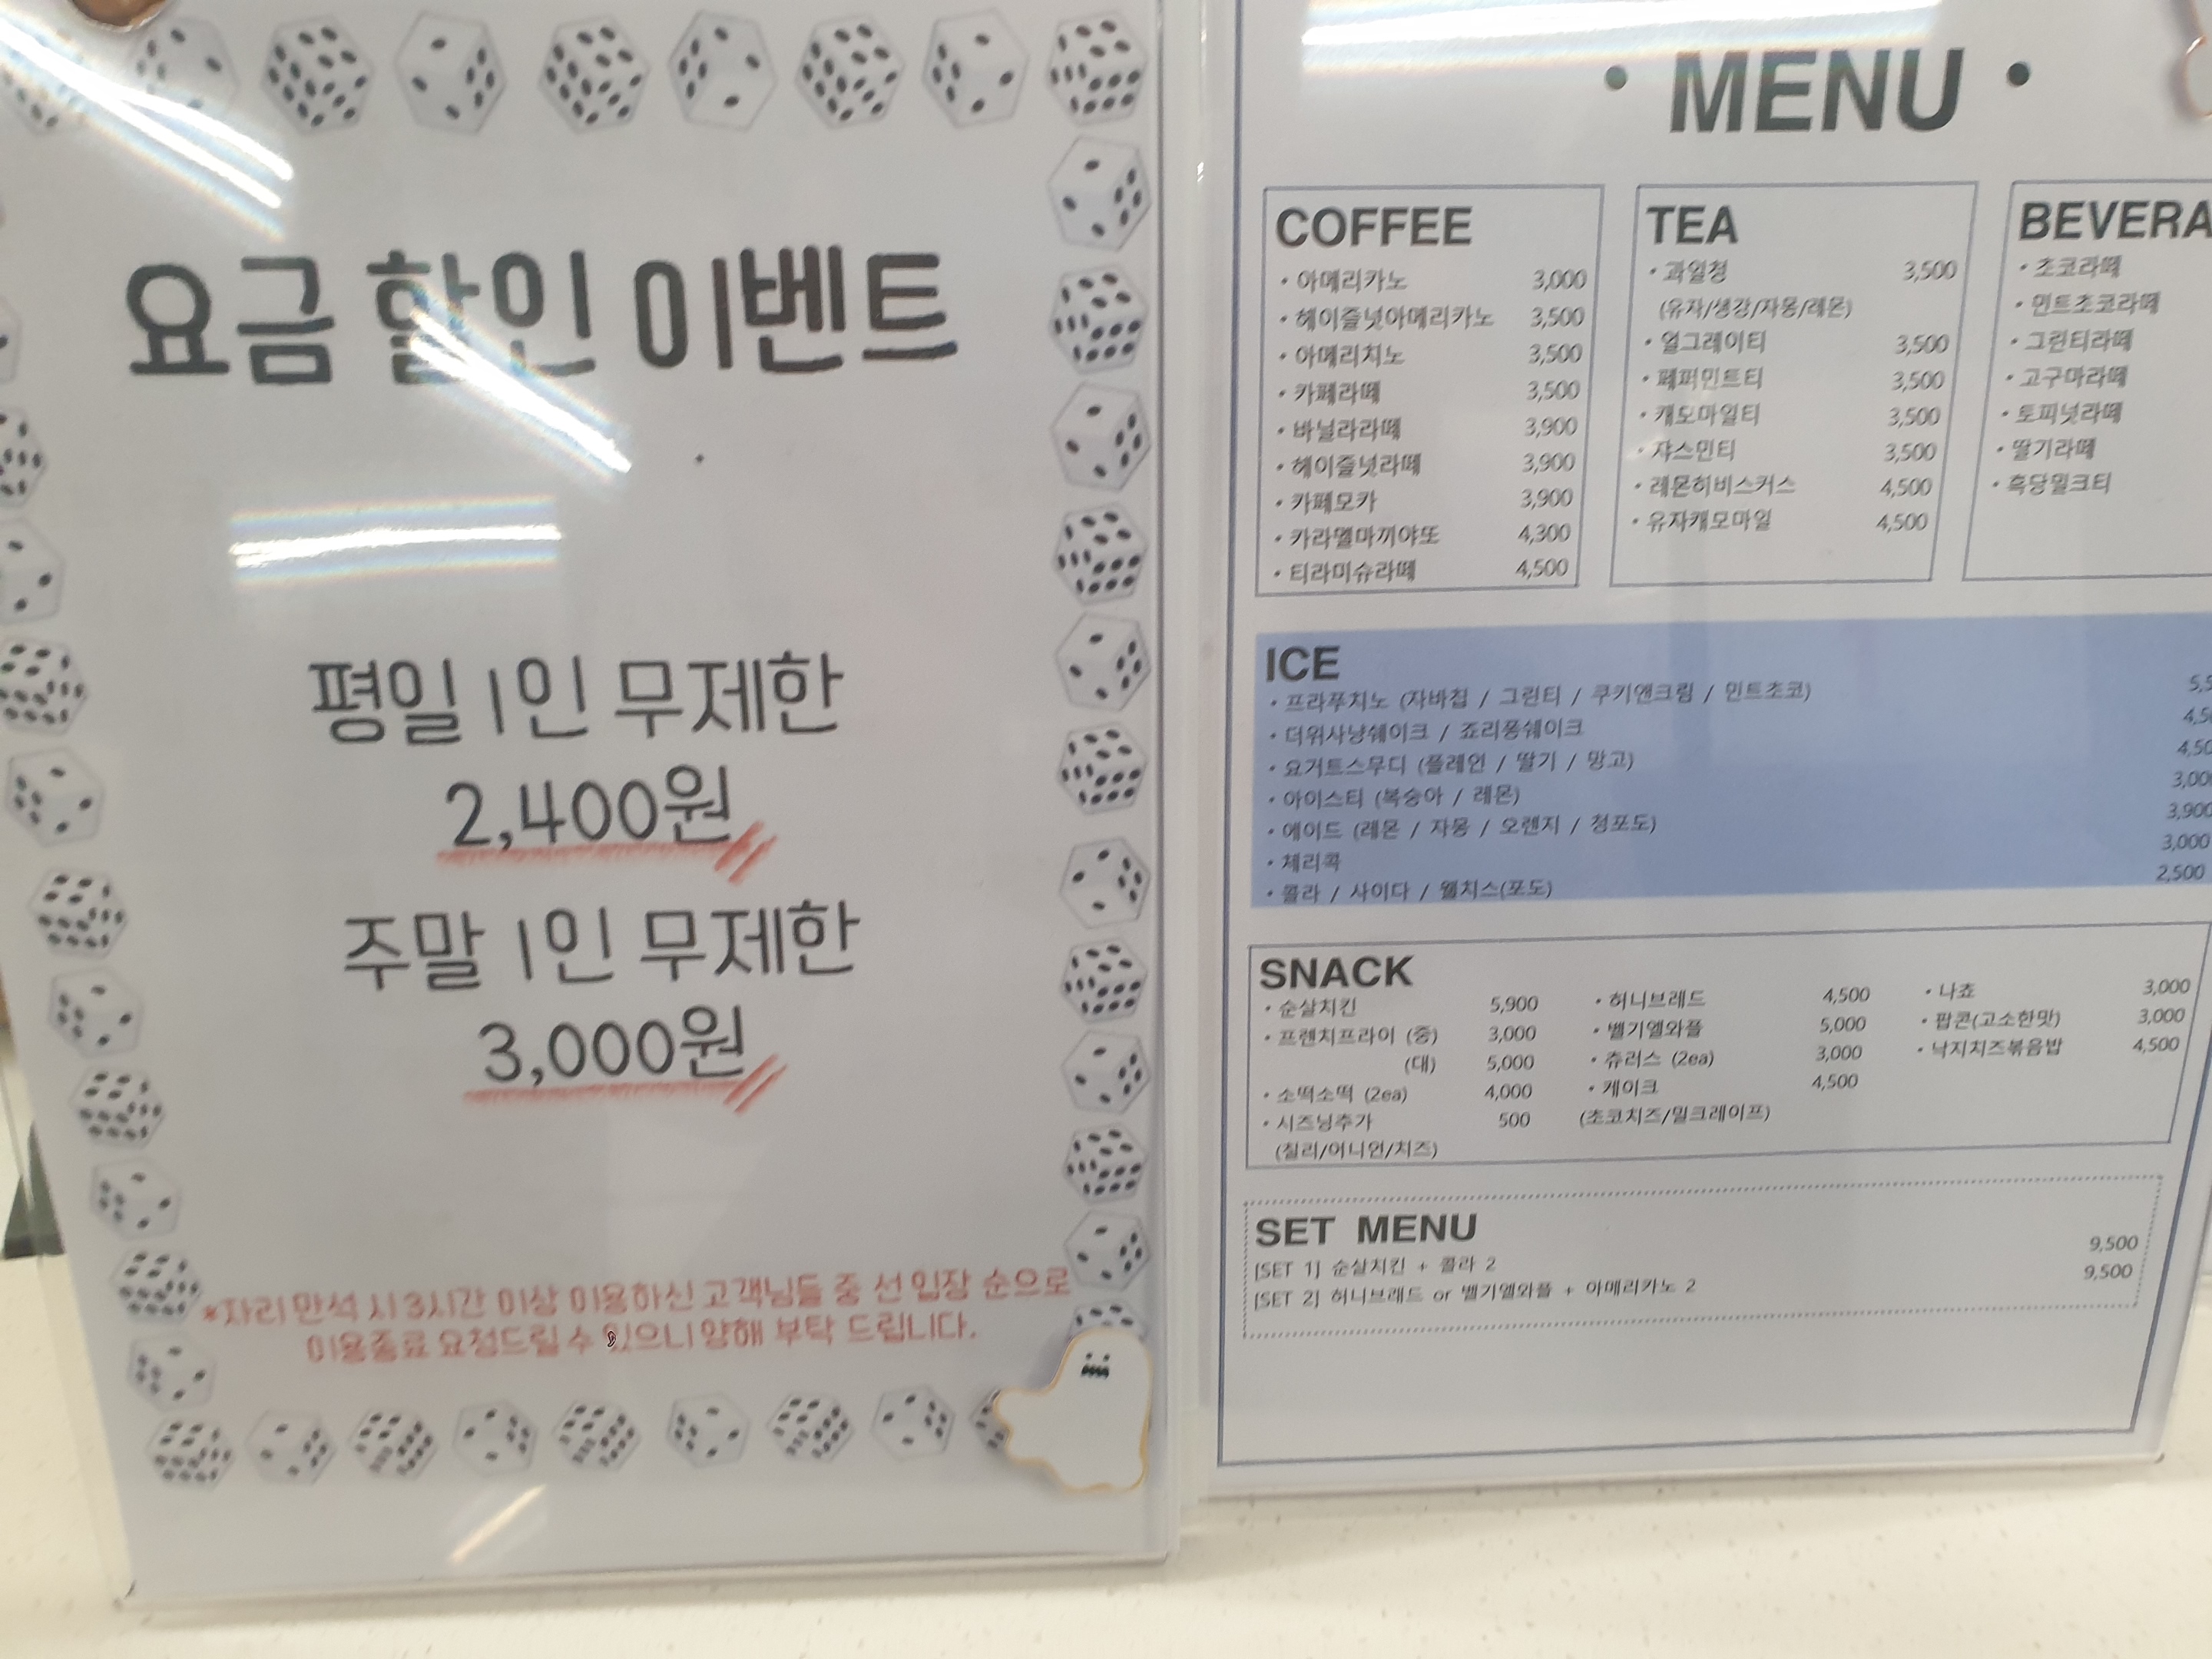 요금 할인 이벤트
평일 1인 무제한
2,400원
주말 1인 무제한
3,000원
*자리 만석 시 3시간 이상 이용하신 고객님들 중 선 입장 순으로
이용종료 요청드릴 수 있으니 양해 부탁 드립니다.
• MENU •
COFFEE
• 아메리카노 3,000
• 헤이즐넛아메리카노 3,500
• 아메리치노 3,500
• 카페라떼 3,500
• 바닐라라떼 3,900
• 헤이즐넛라떼 3,900
• 카페모카 3,900
• 카라멜마끼야또 4,300
• 티라미슈라떼 4,500
TEA
• 과일청 3,500
(유자/생강/자몽/레몬)
• 얼그레이티 3,500
• 페퍼민트티 3,500
• 캐모마일티 3,500
• 쟈스민티 3,500
• 레몬히비스커스 4,500
• 유자캐모마일 4,500
BEVERA
• 초코라떼
• 민트초코라떼
• 그린티라떼
• 고구마라떼
• 토피넛라떼
• 딸기라떼
• 흑당밀크티
ICE
• 프라푸치노 (자바칩 / 그린티 / 쿠키앤크림 / 민트초코) 5,5
• 더위사냥쉐이크 / 죠리퐁쉐이크 4,50
• 요거트스무디 (플레인 / 딸기 / 망고) 4,50
• 아이스티 (복숭아 / 레몬) 3,00
• 에이드 (레몬 / 자몽 / 오렌지 / 청포도) 3,900
• 체리콕 3,000
• 콜라 / 사이다 / 웰치스(포도) 2,500
SNACK
• 순살치킨 5,900
• 프렌치프라이 (중) 3,000
(대) 5,000
• 소떡소떡 (2ea) 4,000
• 시즈닝추가 500
(칠리/어니언/치즈)
• 허니브레드 4,500
• 벨기엘와플 5,000
• 츄러스 (2ea) 3,000
• 케이크 4,500
(초코치즈/밀크레이프)
• 나쵸 3,000
• 팝콘(고소한맛) 3,000
• 낙지치즈볶음밥 4,500
SET MENU
[SET 1] 순살치킨 + 콜라 2 9,500
[SET 2] 허니브레드 or 벨기엘와플 + 아메리카노 2 9,500